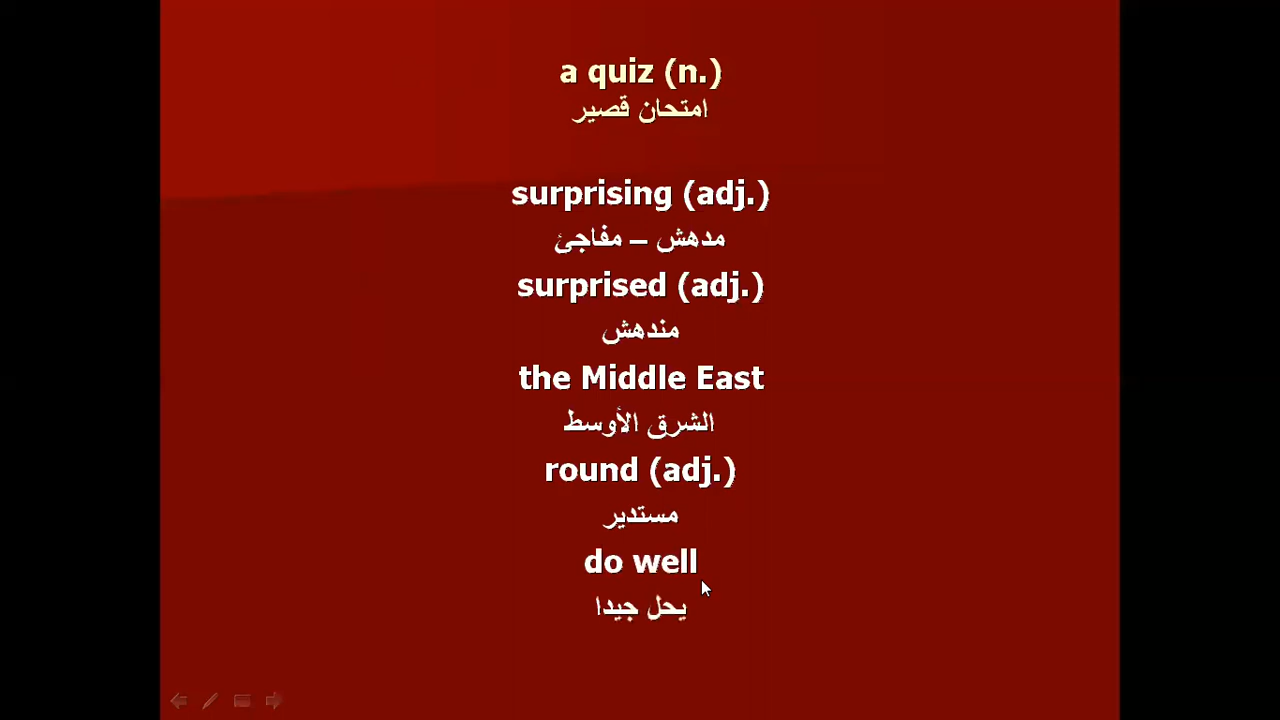 a quiz (n.)
امتحان قصير
surprising (adj.)
مدهش – مفاجئ
surprised (adj.)
مندهش
the Middle East
الشرق الأوسط
round (adj.)
مستدير
do well
يحل جيدا